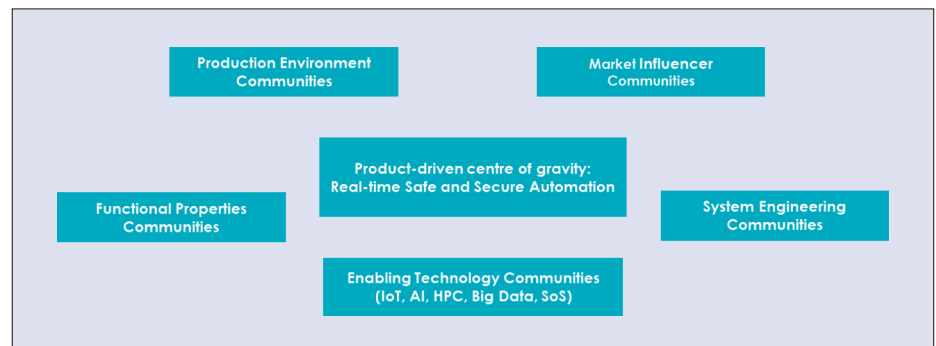 Production Environment
Communities
Market Influencer
Communities
Product-driven centre of gravity:
Real-time Safe and Secure Automation
Functional Properties
Communities
System Engineering
Communities
Enabling Technology Communities
(IoT, AI, HPC, Big Data, SoS)